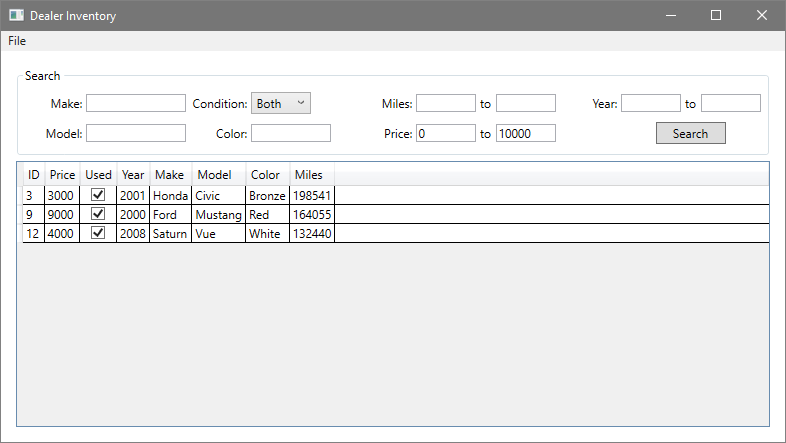 Dealer Inventory
File
Search
Make: Condition: Both Miles: to Year: to
Model: Color: Price: 0 to 10000 Search
ID Price Used Year Make Model Color Miles
3 3000 2001 Honda Civic Bronze 198541
9 9000 2000 Ford Mustang Red 164055
12 4000 2008 Saturn Vue White 132440